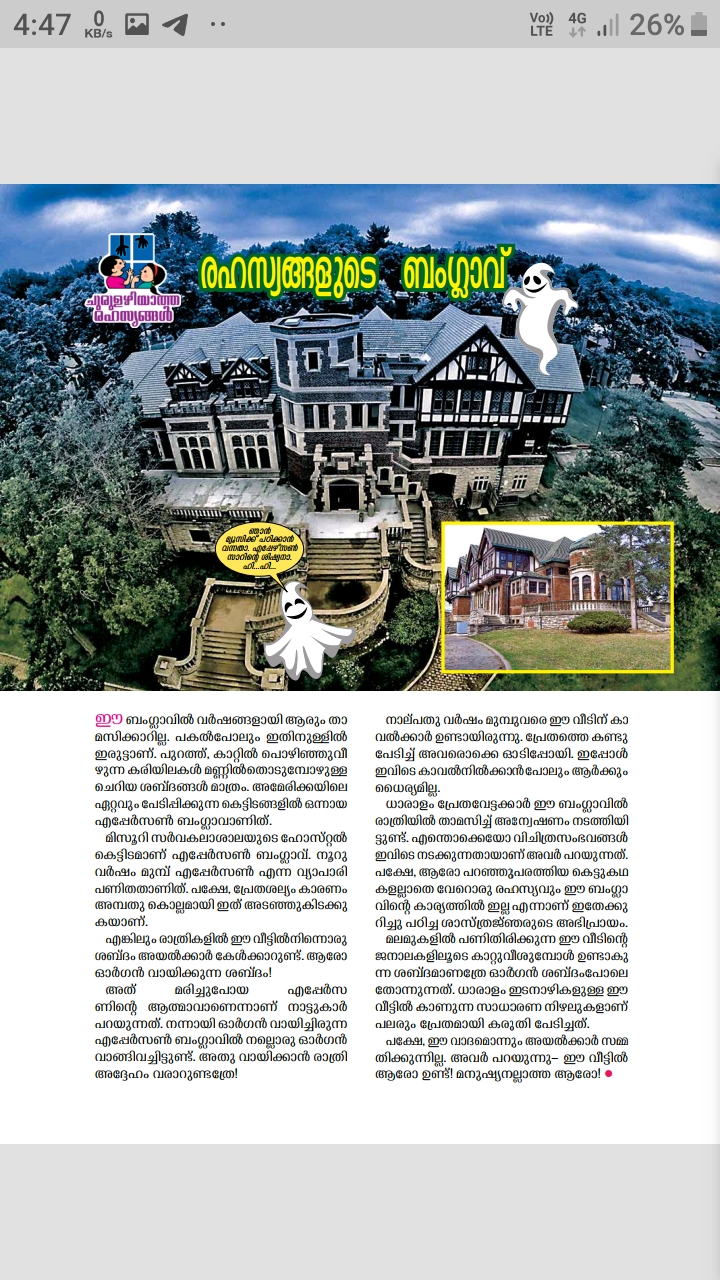 4:47
0
KB/s
Vo))
LTE
4G
26%
ചുരുളഴിയാത്ത
രഹസ്യങ്ങൾ
രഹസ്യങ്ങളുടെ ബംഗ്ലാവ്
ഞാൻ
മ്യൂസിക്ക് പഠിക്കാൻ
വന്നതാ. എപ്പേഴ്സൺ
സാറിന്റെ ശിഷ്യനാ.
ഹി...ഹി...
ഈ ബംഗ്ലാവിൽ വർഷങ്ങളായി ആരും താ
മസിക്കാറില്ല. പകൽപോലും ഇതിനുള്ളിൽ
ഇരുട്ടാണ്. പുറത്ത്, കാറ്റിൽ പൊഴിഞ്ഞുവീ
ഴുന്ന കരിയിലകൾ മണ്ണിൽതൊടുമ്പോഴുള്ള
ചെറിയ ശബ്ദങ്ങൾ മാത്രം. അമേരിക്കയിലെ
ഏറ്റവും പേടിപ്പിക്കുന്ന കെട്ടിടങ്ങളിൽ ഒന്നായ
എപ്പേർസൺ ബംഗ്ലാവാണിത്.
മിസൂറി സർവകലാശാലയുടെ ഹോസ്റ്റൽ
കെട്ടിടമാണ് എപ്പേർസൺ ബംഗ്ലാവ്. നൂറു
വർഷം മുമ്പ് എപ്പേർസൺ എന്ന വ്യാപാരി
പണിതതാണിത്. പക്ഷേ, പ്രേതശല്യം കാരണം
അമ്പതു കൊല്ലമായി ഇത് അടഞ്ഞുകിടക്കു
കയാണ്.
എങ്കിലും രാത്രികളിൽ ഈ വീട്ടിൽനിന്നൊരു
ശബ്ദം അയൽക്കാർ കേൾക്കാറുണ്ട്. ആരോ
ഓർഗൻ വായിക്കുന്ന ശബ്ദം!
അത് മരിച്ചുപോയ എപ്പേർസ
ണിന്റെ ആത്മാവാണെന്നാണ് നാട്ടുകാർ
പറയുന്നത്. നന്നായി ഓർഗൻ വായിച്ചിരുന്ന
എപ്പേർസൺ ബംഗ്ലാവിൽ നല്ലൊരു ഓർഗൻ
വാങ്ങിവച്ചിട്ടുണ്ട്. അതു വായിക്കാൻ രാത്രി
അദ്ദേഹം വരാറുണ്ടത്രേ!
നാല്പതു വർഷം മുമ്പുവരെ ഈ വീടിന് കാ
വൽക്കാർ ഉണ്ടായിരുന്നു. പ്രേതത്തെ കണ്ടു
പേടിച്ച് അവരൊക്കെ ഓടിപ്പോയി. ഇപ്പോൾ
ഇവിടെ കാവൽനിൽക്കാൻപോലും ആർക്കും
ധൈര്യമില്ല.
ധാരാളം പ്രേതവേട്ടക്കാർ ഈ ബംഗ്ലാവിൽ
രാത്രിയിൽ താമസിച്ച് അന്വേഷണം നടത്തിയി
ട്ടുണ്ട്. എന്തൊക്കെയോ വിചിത്രസംഭവങ്ങൾ
ഇവിടെ നടക്കുന്നതായാണ് അവർ പറയുന്നത്.
പക്ഷേ, ആരോ പറഞ്ഞുപരത്തിയ കെട്ടുകഥ
കളല്ലാതെ വേറൊരു രഹസ്യവും ഈ ബംഗ്ലാ
വിന്റെ കാര്യത്തിൽ ഇല്ല എന്നാണ് ഇതേക്കു
റിച്ചു പഠിച്ച ശാസ്ത്രജ്ഞരുടെ അഭിപ്രായം.
മലമുകളിൽ പണിതിരിക്കുന്ന ഈ വീടിന്റെ
ജനാലകളിലൂടെ കാറ്റുവീശുമ്പോൾ ഉണ്ടാകു
ന്ന ശബ്ദമാണത്രേ ഓർഗൻ ശബ്ദംപോലെ
തോന്നുന്നത്. ധാരാളം ഇടനാഴികളുള്ള ഈ
വീട്ടിൽ കാണുന്ന സാധാരണ നിഴലുകളാണ്
പലരും പ്രേതമായി കരുതി പേടിച്ചത്.
പക്ഷേ, ഈ വാദമൊന്നും അയൽക്കാർ സമ്മ
തിക്കുന്നില്ല. അവർ പറയുന്നു– ഈ വീട്ടിൽ
ആരോ ഉണ്ട്! മനുഷ്യനല്ലാത്ത ആരോ!